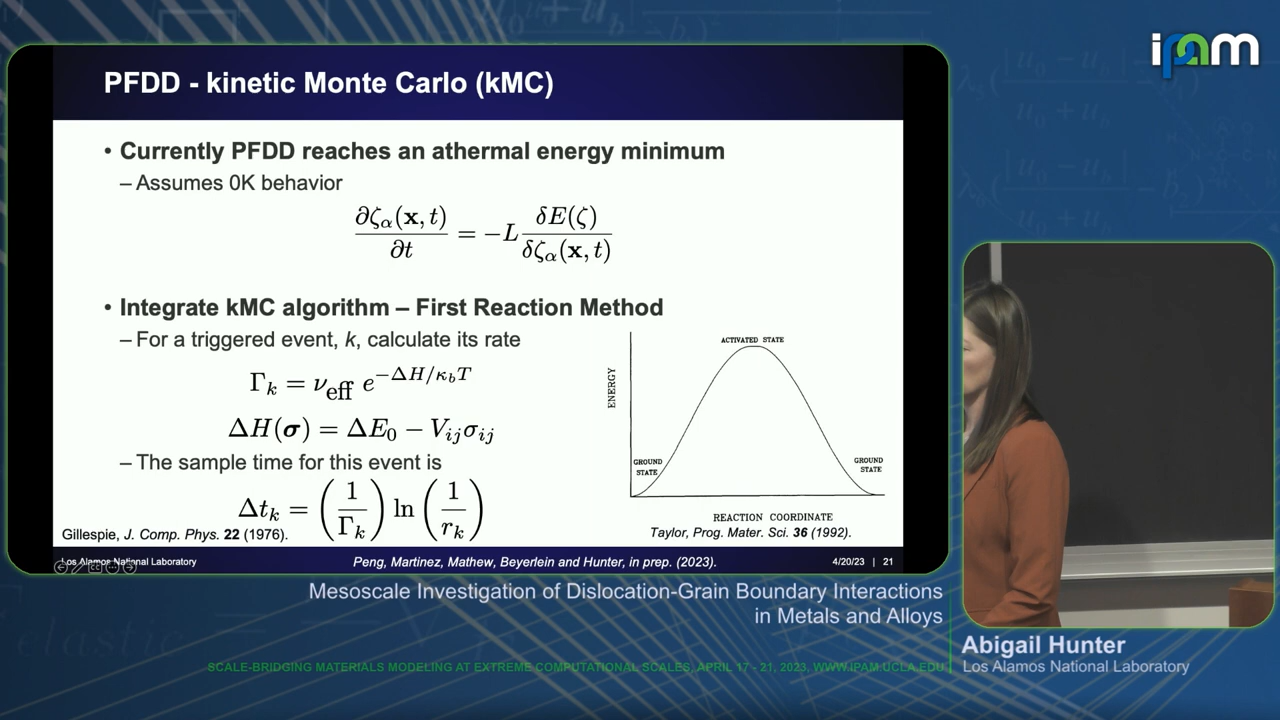 ipam
PFDD - kinetic Monte Carlo (kMC)
• Currently PFDD reaches an athermal energy minimum
– Assumes 0K behavior
∂ζα(x, t)/∂t = −L δE(ζ)/δζα(x, t)
• Integrate kMC algorithm – First Reaction Method
– For a triggered event, k, calculate its rate
Γk = νeff e^−ΔH/κbT
ΔH(σ) = ΔE0 − Vijσij
– The sample time for this event is
Δtk = (1/Γk) ln (1/rk)
ACTIVATED STATE
ENERGY
GROUND
STATE
GROUND
STATE
REACTION COORDINATE
Gillespie, J. Comp. Phys. 22 (1976).
Taylor, Prog. Mater. Sci. 36 (1992).
Los Alamos National Laboratory
Peng, Martinez, Mathew, Beyerlein and Hunter, in prep. (2023).
4/20/23 | 21
Mesoscale Investigation of Dislocation-Grain Boundary Interactions
in Metals and Alloys
Abigail Hunter
Los Alamos National Laboratory
SCALE-BRIDGING MATERIALS MODELING AT EXTREME COMPUTATIONAL SCALES, APRIL 17 - 21, 2023, WWW.IPAM.UCLA.EDU
elastic